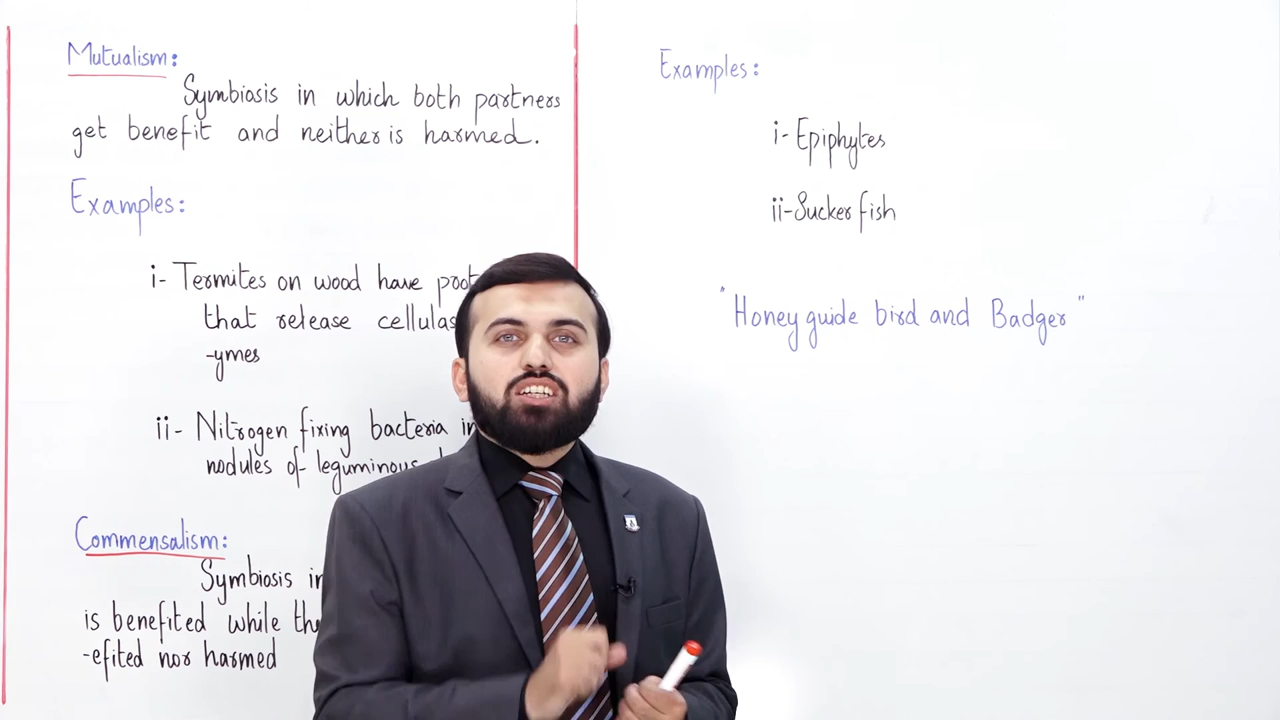 Mutualism:
Symbiosis in which both partners
get benefit and neither is harmed.
Examples:
i- Termites on wood have
that release
-ymes
ii- Nitrogen fixing bacteria
nodules of leguminous
Commensalism:
Symbiosis
is benefited while
-efited nor harmed
Examples:
i- Epiphytes
ii- Sucker fish
"Honey guide bird and Badger"